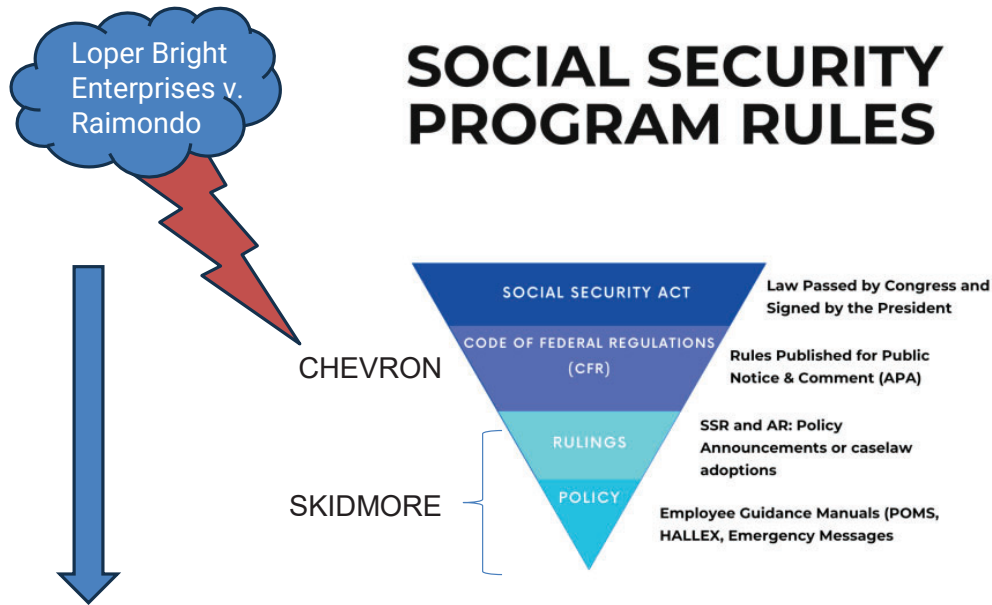 Loper Bright
Enterprises v.
Raimondo
SOCIAL SECURITY
PROGRAM RULES
SOCIAL SECURITY ACT
Law Passed by Congress and
Signed by the President
CHEVRON
CODE OF FEDERAL REGULATIONS
(CFR)
Rules Published for Public
Notice & Comment (APA)
RULINGS
SSR and AR: Policy
Announcements or caselaw
adoptions
SKIDMORE
POLICY
Employee Guidance Manuals (POMS,
HALLEX, Emergency Messages